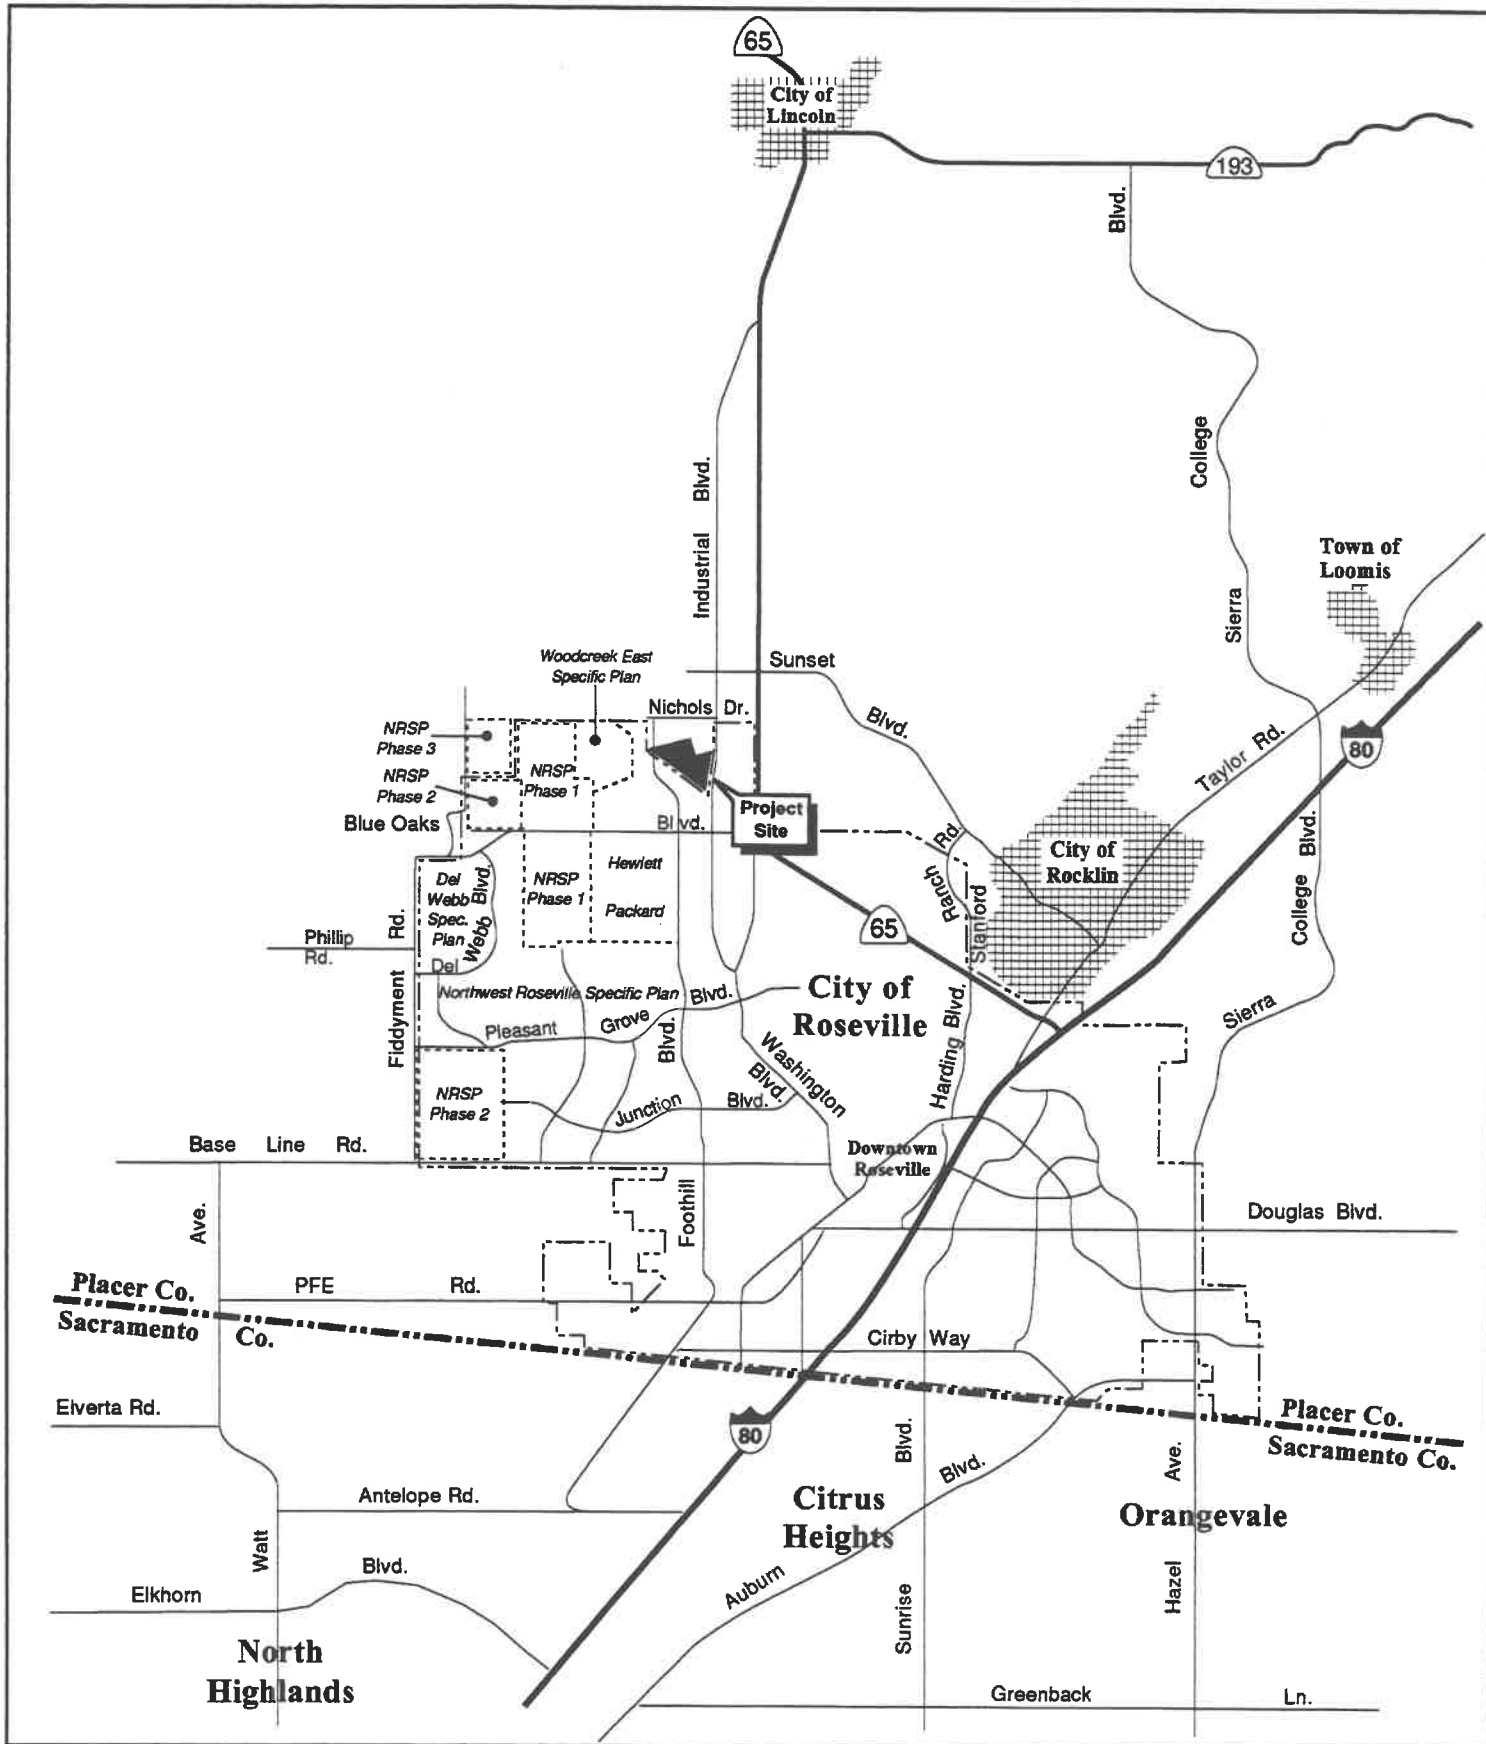 65
City of
Lincoln
193
Blvd.
College
Industrial Blvd.
Town of
Loomis
Sierra
Woodcreek East
Specific Plan
Sunset
Blvd.
Nichols Dr.
NRSP
Phase 3
NRSP
Phase 2
NRSP
Phase 1
Taylor Rd.
80
Blue Oaks
Blvd.
Project
Site
Rd.
Ranch
Stanford
City of
Rocklin
College Blvd.
Hewlett
Packard
Del
Webb
Spec.
Plan
Del Webb Blvd.
NRSP
Phase 1
Phillip
Rd.
Fiddyment Rd.
65
Northwest Roseville Specific Plan
City of
Roseville
Pleasant Grove Blvd.
Sierra
Harding Blvd.
Washington
Blvd.
NRSP
Phase 2
Junction Blvd.
Foothill Blvd.
Base Line Rd.
Downtown
Roseville
Douglas Blvd.
Ave.
Placer Co.
Sacramento Co.
PFE Rd.
Cirby Way
Elverta Rd.
Placer Co.
Sacramento Co.
80
Blvd.
Blvd.
Ave.
Antelope Rd.
Citrus
Heights
Orangevale
Watt
Blvd.
Elkhorn
Auburn
Sunrise
Hazel
North
Highlands
Greenback Ln.